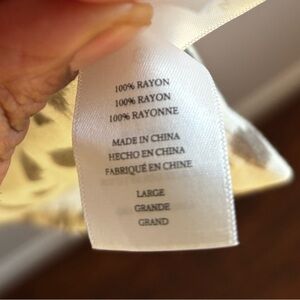 100% RAYON
100% RAYON
100% RAYONNE
MADE IN CHINA
HECHO EN CHINA
FABRIQUÉ EN CHINE
LARGE
GRANDE
GRAND